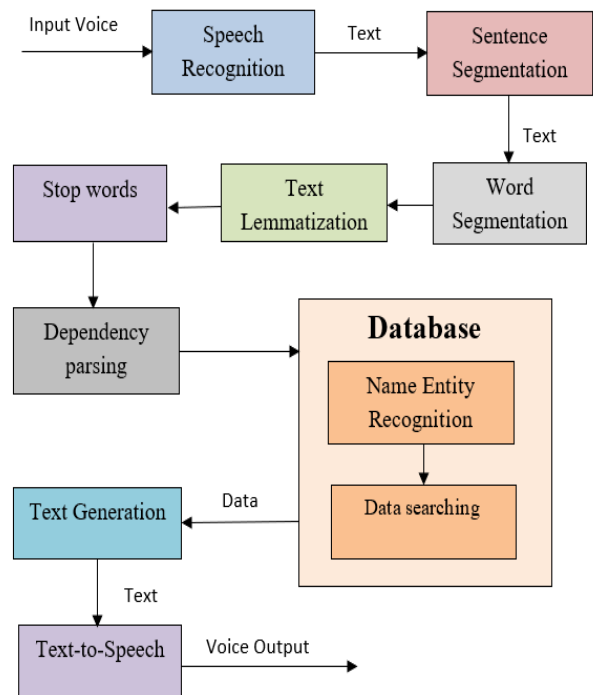 Input Voice
Speech
Recognition
Text
Sentence
Segmentation
Text
Word
Segmentation
Text
Lemmatization
Stop words
Dependency
parsing
Database
Name Entity
Recognition
Data searching
Data
Text Generation
Text
Text-to-Speech
Voice Output